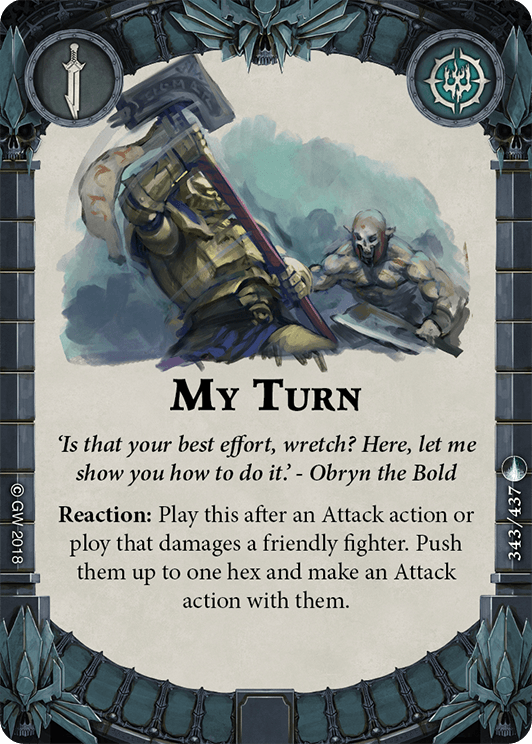 My Turn
‘Is that your best effort, wretch? Here, let me
show you how to do it.’ - Obryn the Bold
Reaction: Play this after an Attack action or
ploy that damages a friendly fighter. Push
them up to one hex and make an Attack
action with them.
© GW 2018
343/437